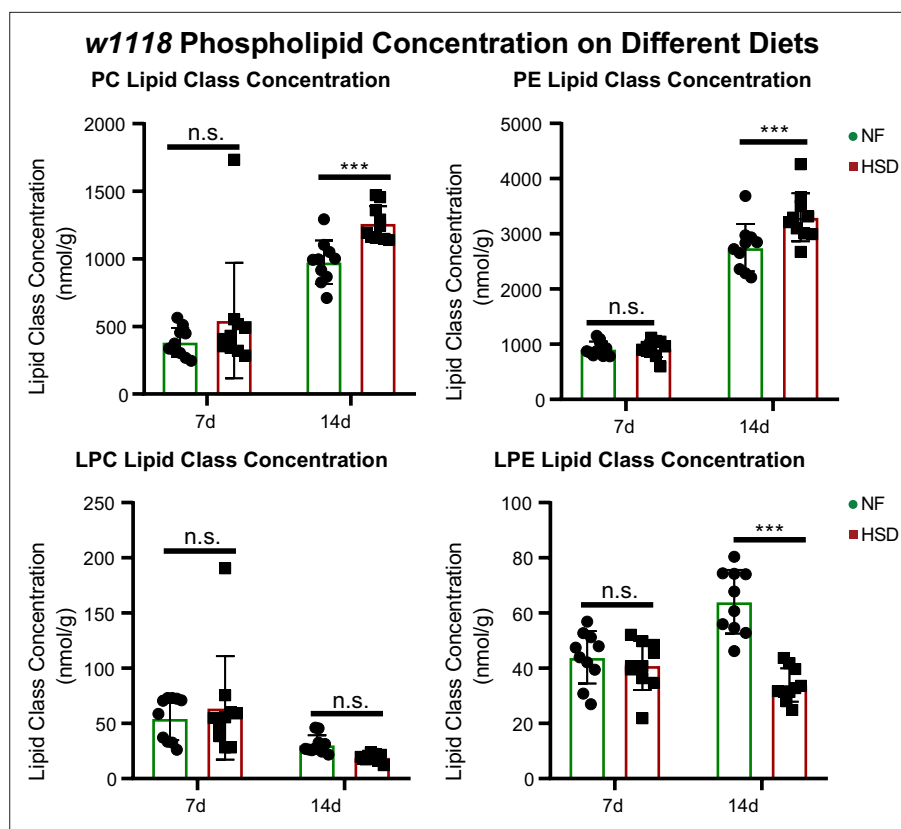 w1118 Phospholipid Concentration on Different Diets
PC Lipid Class Concentration
Lipid Class Concentration
(nmol/g)
2000
1500
1000
500
0
n.s.
***
7d
14d
PE Lipid Class Concentration
Lipid Class Concentration
(nmol/g)
5000
4000
3000
2000
1000
0
n.s.
***
7d
14d
NF
HSD
LPC Lipid Class Concentration
Lipid Class Concentration
(nmol/g)
250
200
150
100
50
0
n.s.
n.s.
7d
14d
LPE Lipid Class Concentration
Lipid Class Concentration
(nmol/g)
100
80
60
40
20
0
n.s.
***
7d
14d
NF
HSD